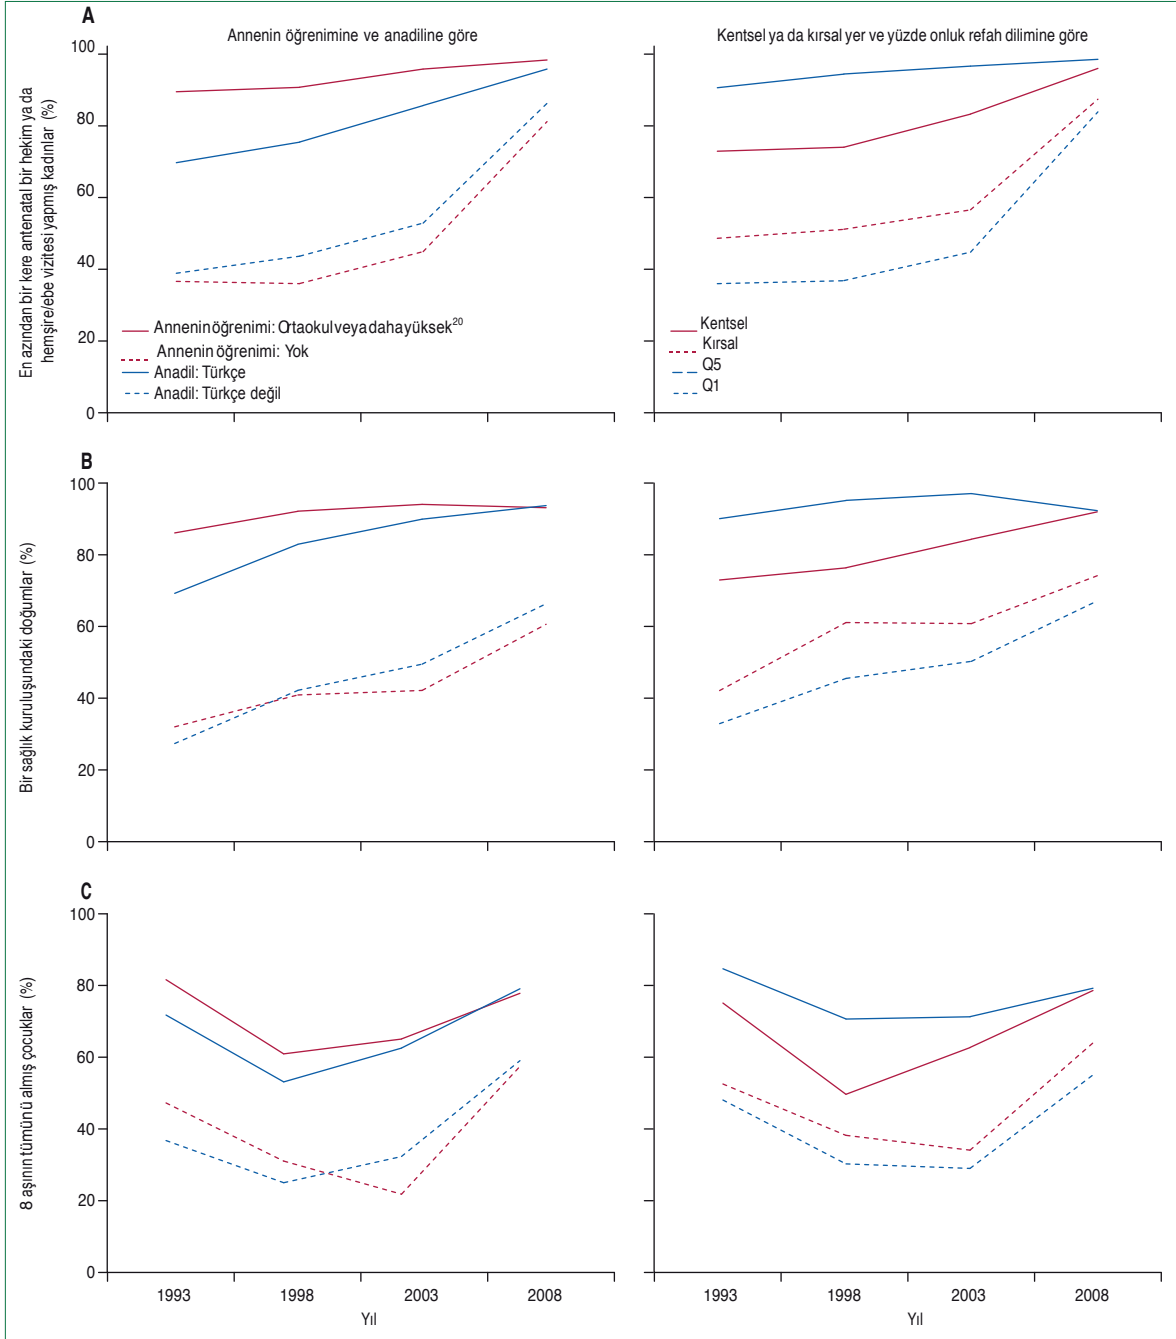 A
Annenin öğrenimine ve anadiline göre
Kentsel ya da kırsal yer ve yüzde onluk refah dilimine göre
En azından bir kere antenatal bir hekim ya da
hemşire/ebe vizitesi yapmış kadınlar (%)
100
80
60
40
20
0
Annenin öğrenimi: Ortaokul veya daha yüksek20
Annenin öğrenimi: Yok
Anadil: Türkçe
Anadil: Türkçe değil
Kentsel
Kırsal
Q5
Q1
B
Bir sağlık kuruluşundaki doğumlar (%)
100
80
60
40
20
0
C
8 aşının tümünü almış çocuklar (%)
100
80
60
40
20
0
1993 1998 2003 2008
Yıl
1993 1998 2003 2008
Yıl